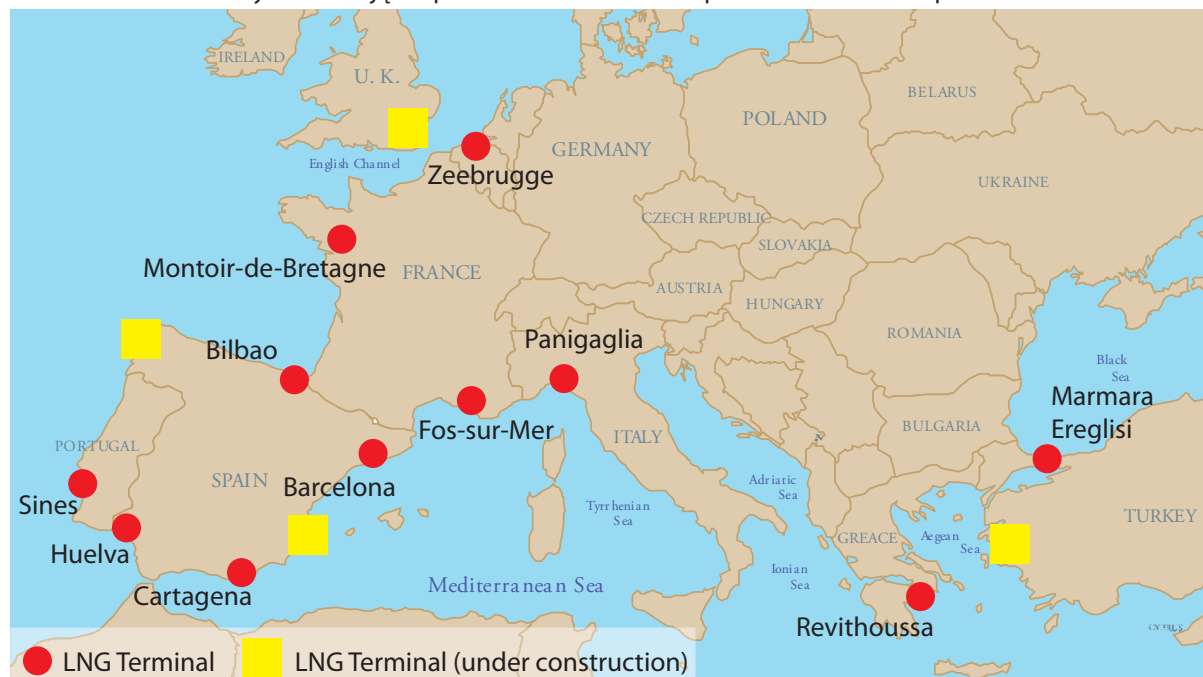 IRELAND
U. K.
BELARUS
POLAND
GERMANY
English Channel
Zeebrugge
UKRAINE
CZECH REPUBLIC
SLOVAKIA
Montoir-de-Bretagne
FRANCE
AUSTRIA
HUNGARY
ROMANIA
Panigaglia
Bilbao
Black
Sea
Marmara
Ereglisi
Fos-sur-Mer
ITALY
BULGARIA
PORTUGAL
SPAIN
Barcelona
Adriatic
Sea
Sines
Tyrrhenian
Sea
TURKEY
Huelva
GREACE
Aegean
Sea
Ionian
Sea
Mediterranean Sea
Cartagena
Revithoussa
CYPRUS
LNG Terminal
LNG Terminal (under construction)